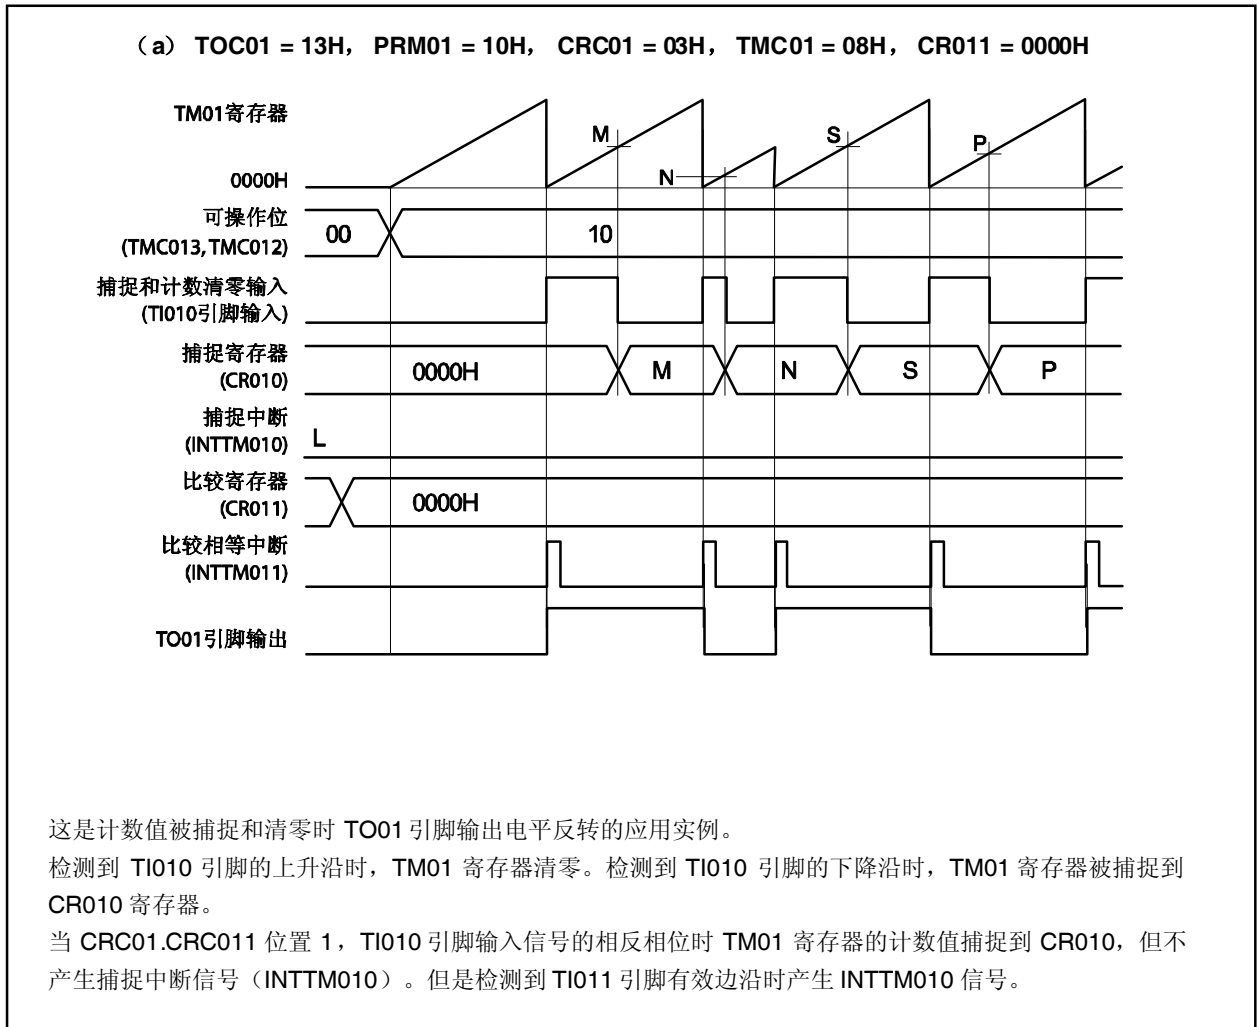 （a） TOC01 = 13H， PRM01 = 10H， CRC01 = 03H， TMC01 = 08H， CR011 = 0000H
TM01寄存器
M
S
P
N
0000H
可操作位
(TMC013, TMC012)
00
10
捕捉和计数清零输入
(TI010引脚输入)
捕捉寄存器
(CR010)
0000H
M
N
S
P
捕捉中断
(INTTM010)
L
比较寄存器
(CR011)
0000H
比较相等中断
(INTTM011)
TO01引脚输出
这是计数值被捕捉和清零时 TO01 引脚输出电平反转的应用实例。
检测到 TI010 引脚的上升沿时，TM01 寄存器清零。检测到 TI010 引脚的下降沿时，TM01 寄存器被捕捉到
CR010 寄存器。
当 CRC01.CRC011 位置 1，TI010 引脚输入信号的相反相位时 TM01 寄存器的计数值捕捉到 CR010，但不
产生捕捉中断信号（INTTM010）。但是检测到 TI011 引脚有效边沿时产生 INTTM010 信号。